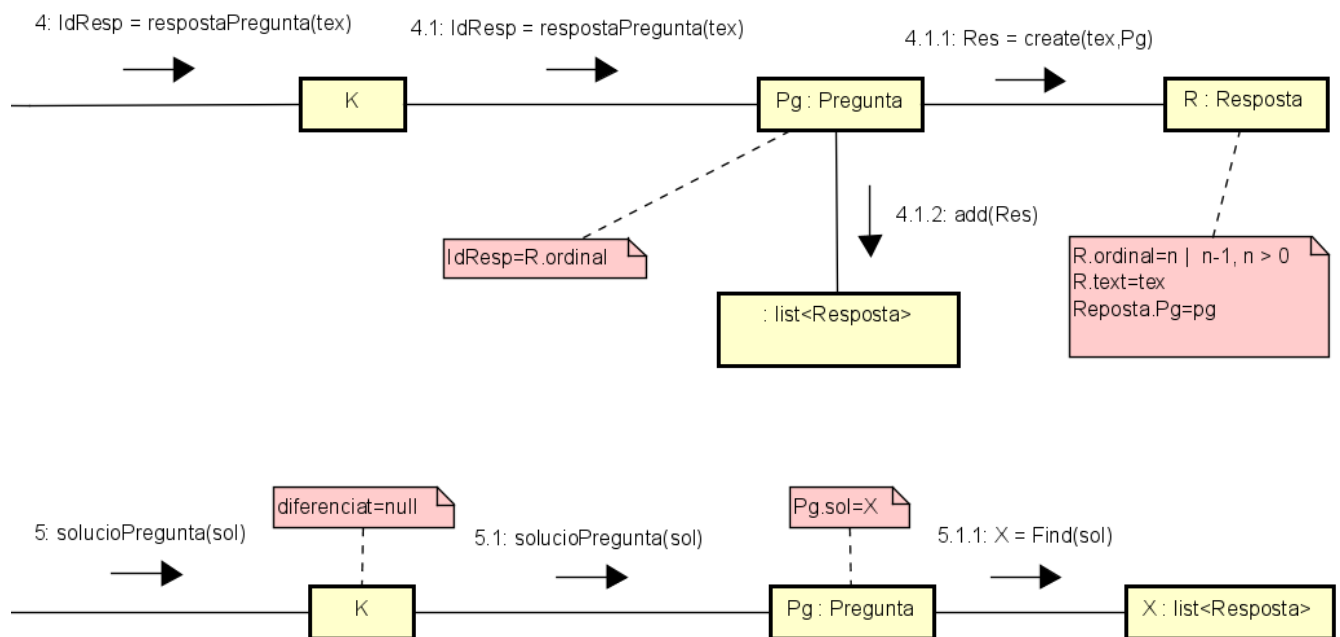 4: IdResp = respostaPregunta(tex)
4.1: IdResp = respostaPregunta(tex)
4.1.1: Res = create(tex,Pg)
K
Pg : Pregunta
R : Resposta
4.1.2: add(Res)
IdResp=R.ordinal
R.ordinal=n | n-1, n > 0
R.text=tex
Reposta.Pg=pg
: list<Resposta>
diferenciat=null
Pg.sol=X
5: solucioPregunta(sol)
5.1: solucioPregunta(sol)
5.1.1: X = Find(sol)
K
Pg : Pregunta
X : list<Resposta>